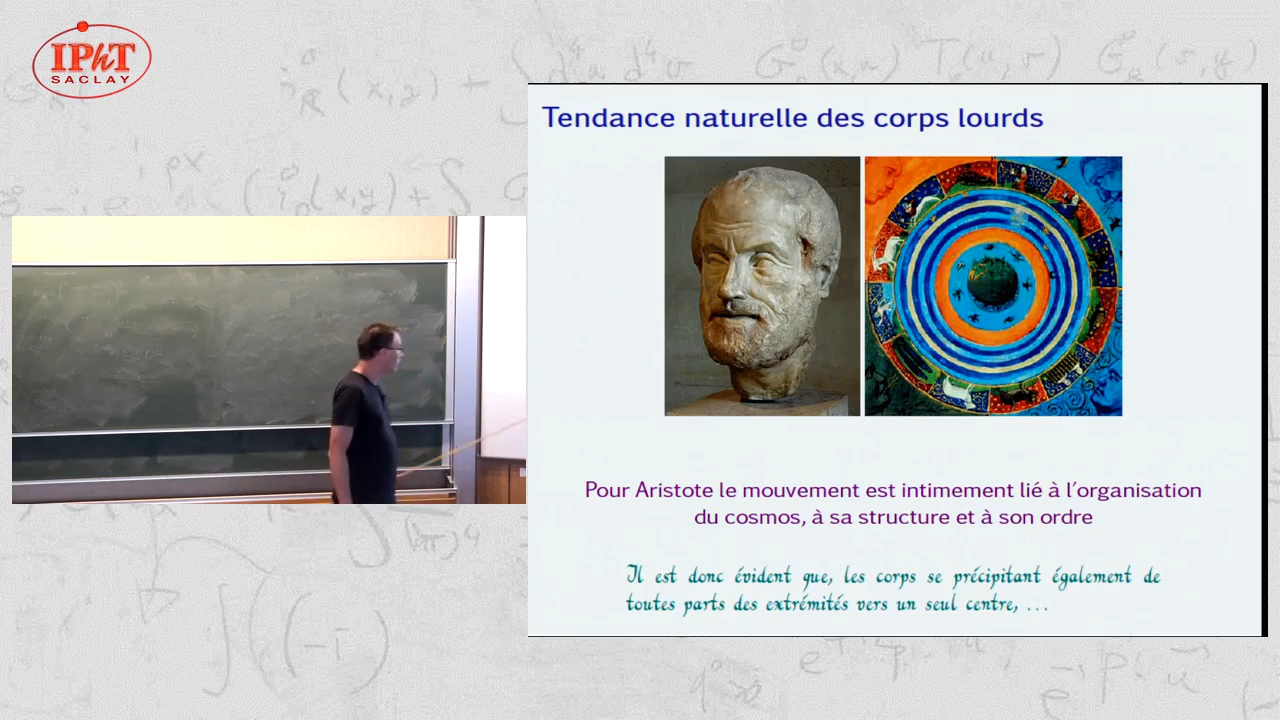 IPhT
SACLAY
Tendance naturelle des corps lourds
Pour Aristote le mouvement est intimement lié à l'organisation
du cosmos, à sa structure et à son ordre
Il est donc évident que, les corps se précipitant également de
toutes parts des extrémités vers un seul centre, ...